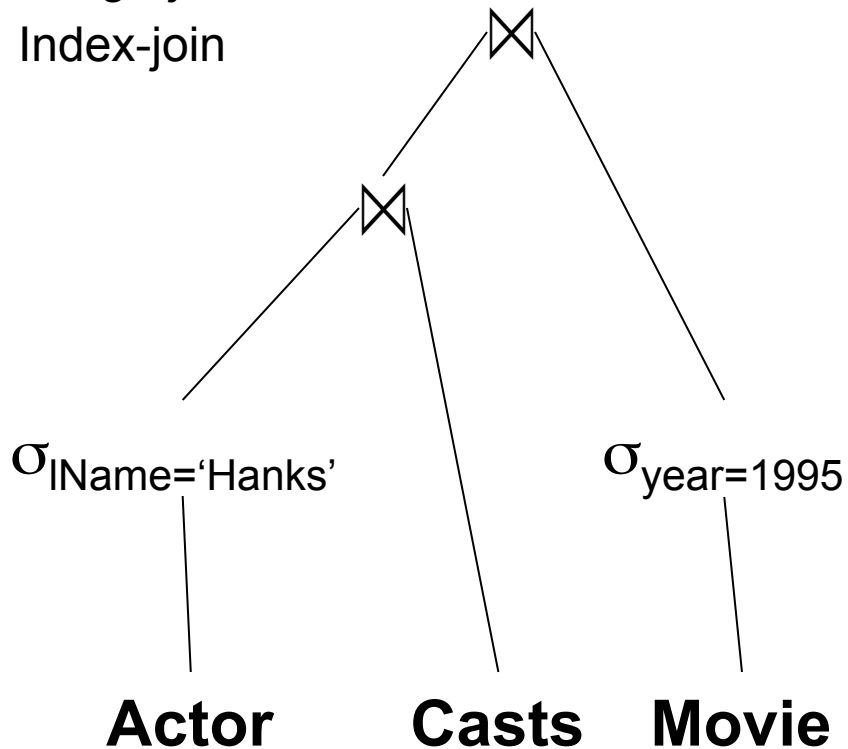 Index-join
⋈
⋈
σlName=‘Hanks’ σyear=1995
Actor Casts Movie